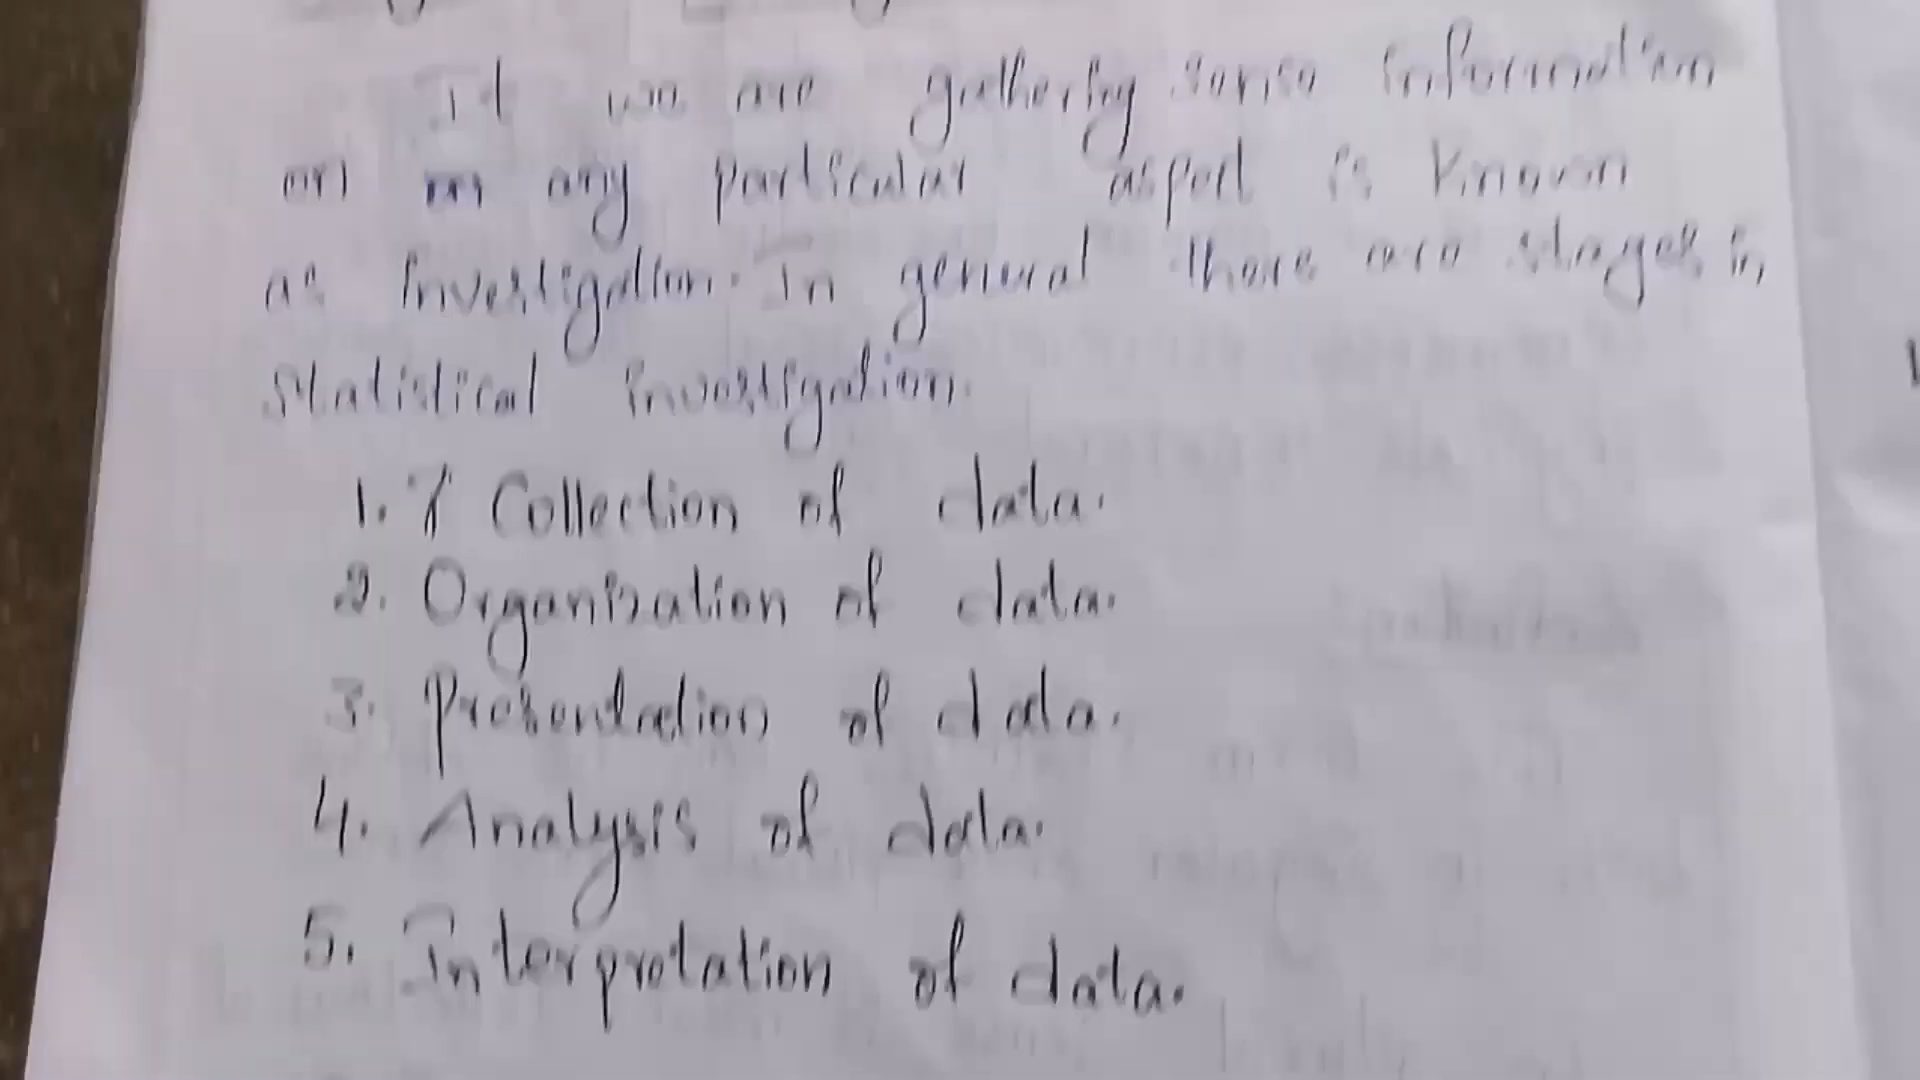 It we are gathering some information
on on any particular aspect is known
as investigation. In general there are stages in
statistical investigation.
1. Collection of data.
2. Organization of data.
3. Presentation of data.
4. Analysis of data.
5. Interpretation of data.